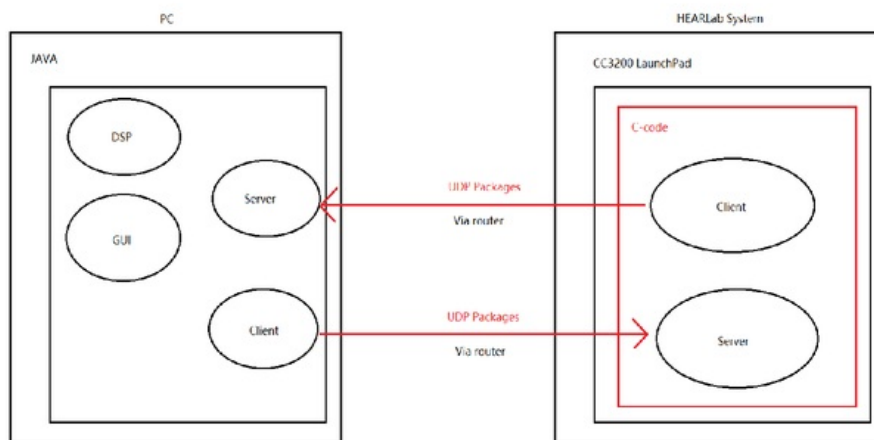 PC
HEARLab System
JAVA
CC3200 LaunchPad
DSP
C-code
Server
UDP Packages
Client
Via router
GUI
UDP Packages
Client
Server
Via router